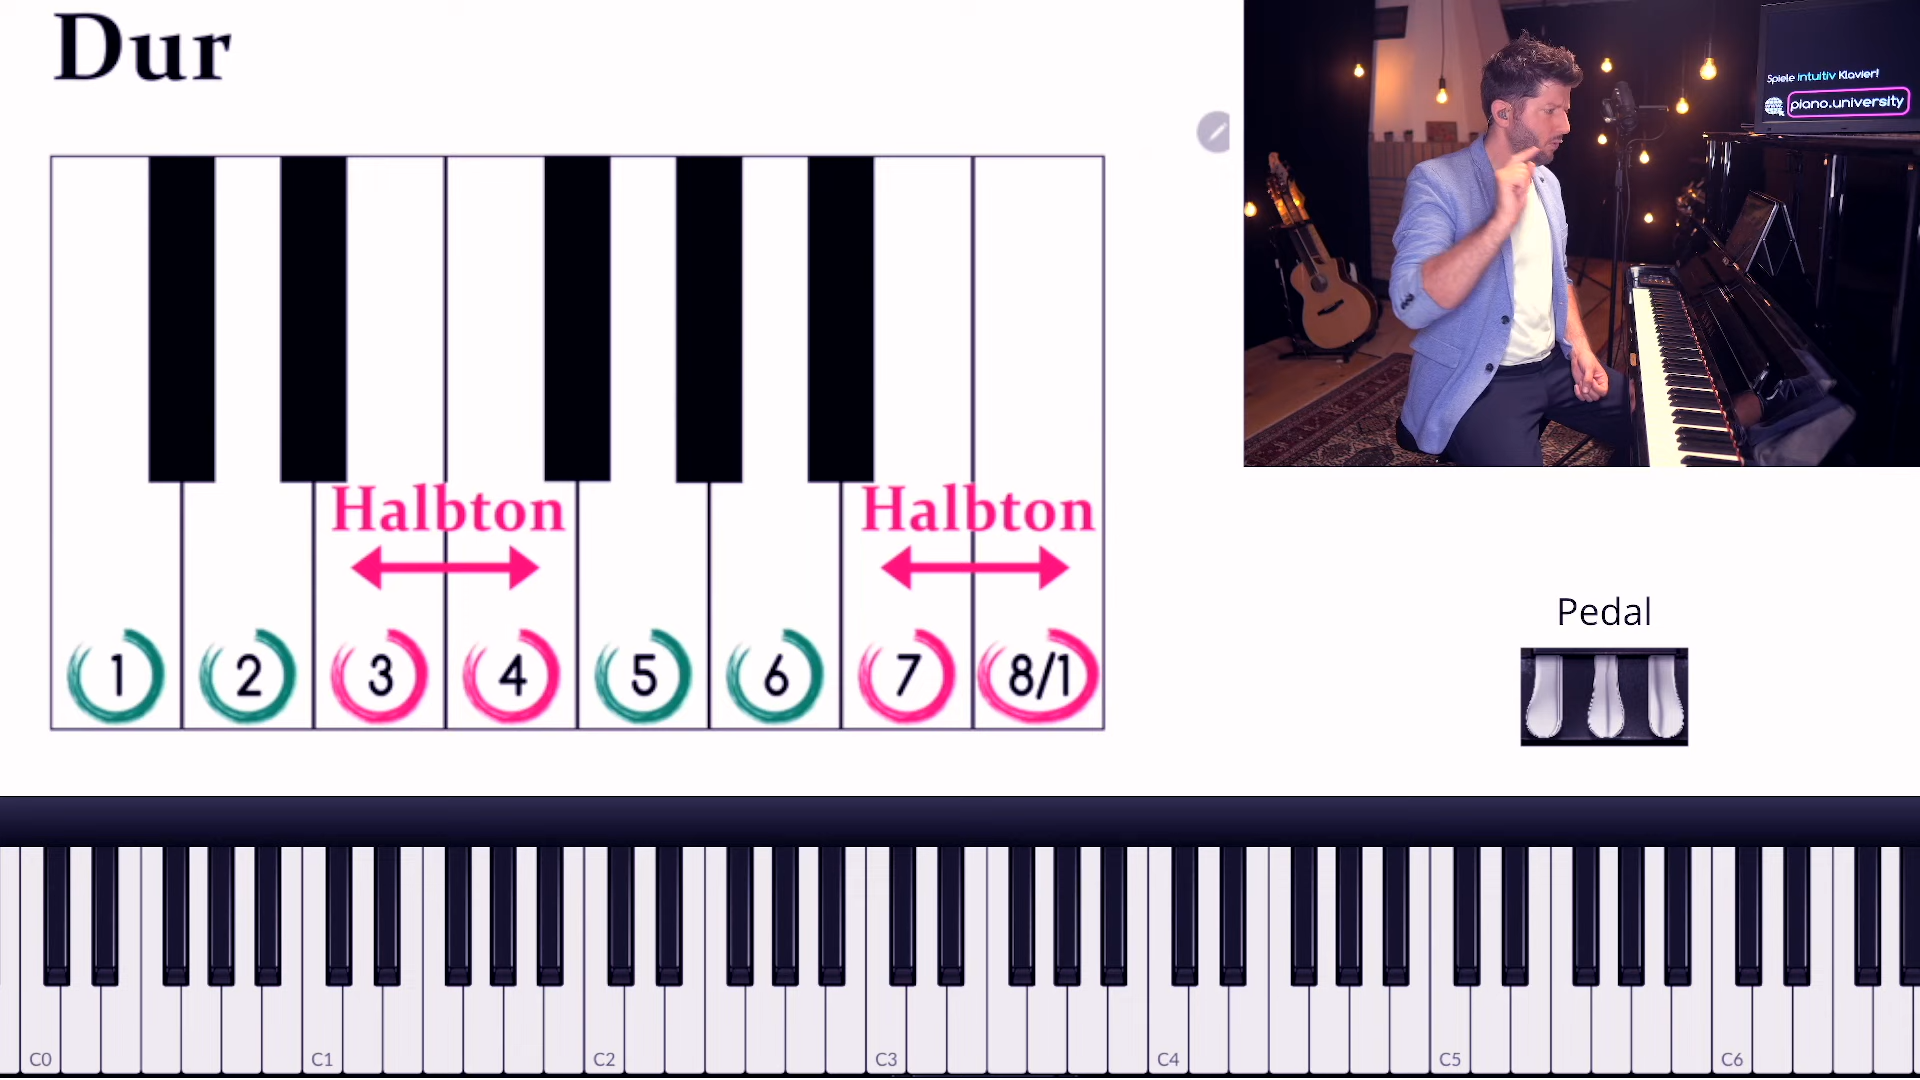 Dur
Spiele intuitiv Klavier!
piano.university
Halbton Halbton
1 2 3 4 5 6 7 8/1
Pedal
C0 C1 C2 C3 C4 C5 C6